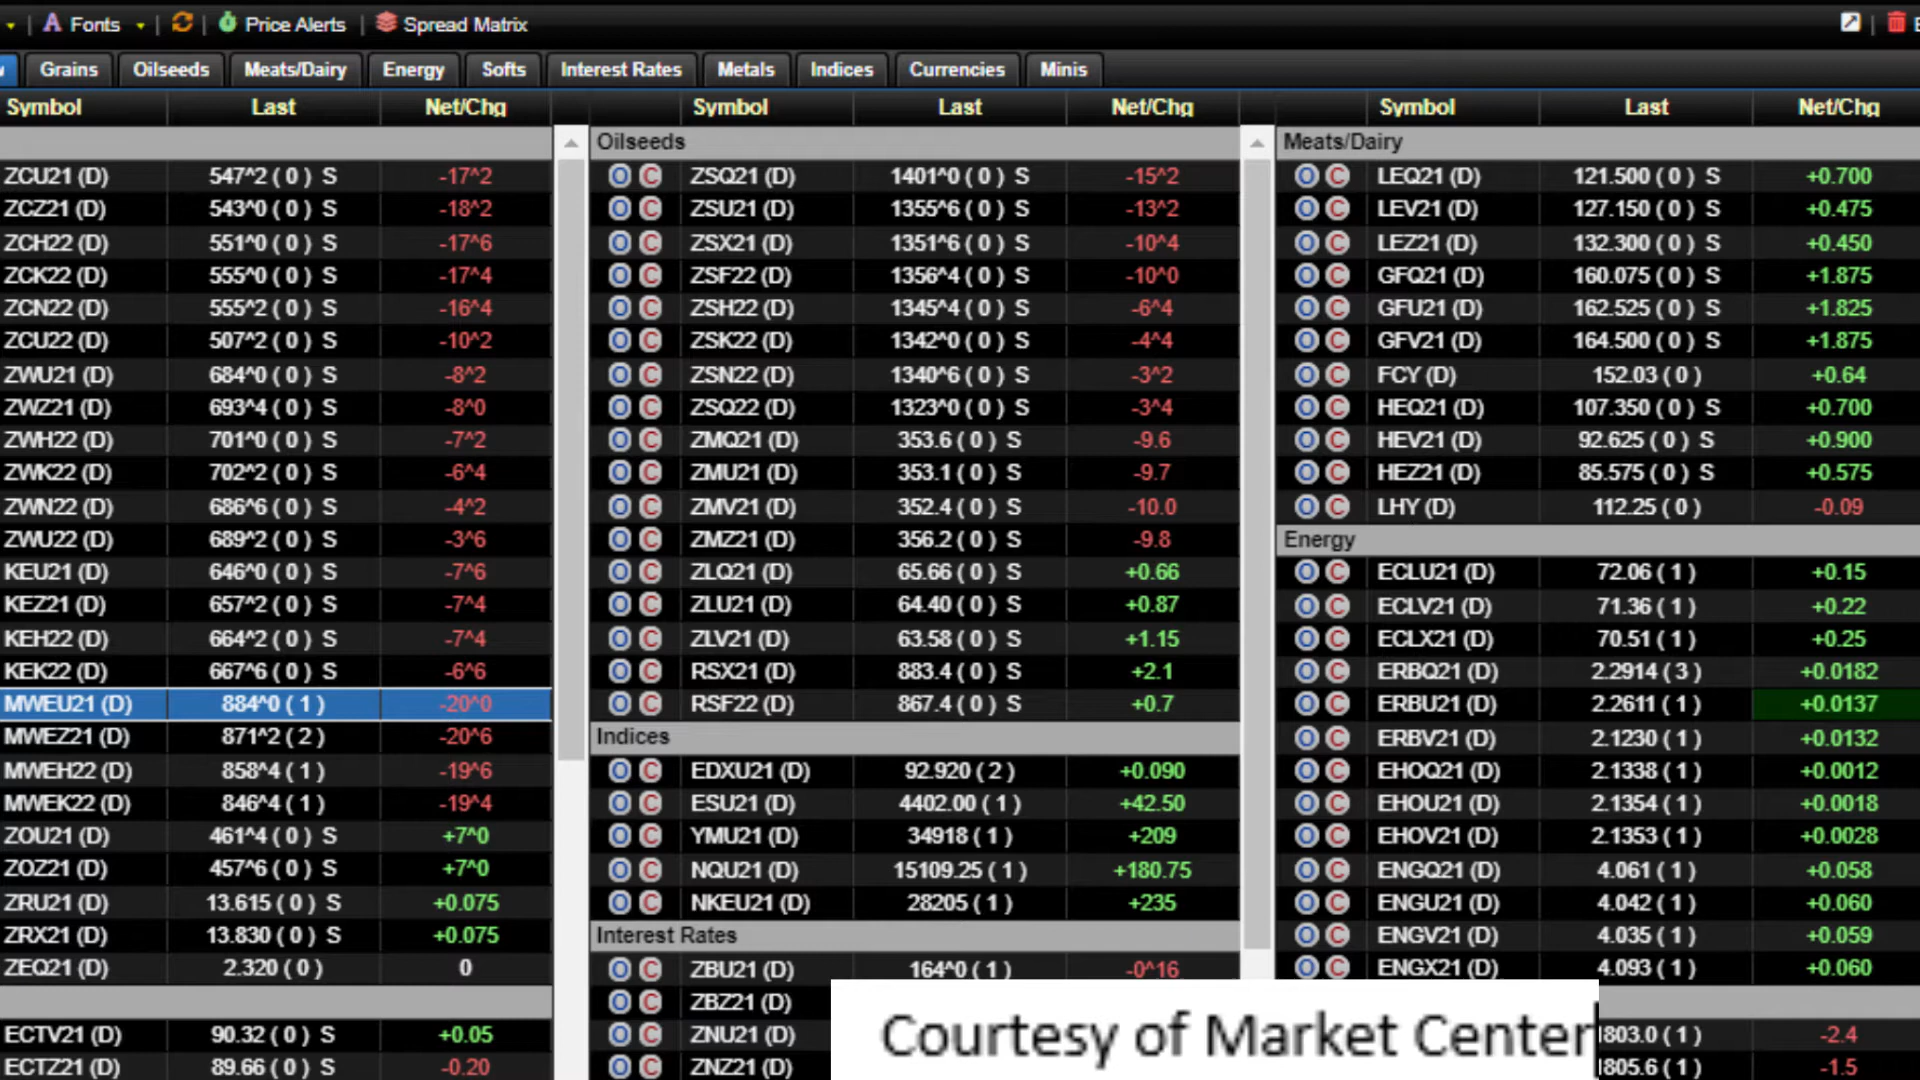 Fonts Price Alerts Spread Matrix
Grains Oilseeds Meats/Dairy Energy Softs Interest Rates Metals Indices Currencies Minis
Symbol Last Net/Chg Symbol Last Net/Chg Symbol Last Net/Chg
Oilseeds Meats/Dairy
ZCU21 (D) 547^2 ( 0 ) S -17^2 O C ZSQ21 (D) 1401^0 ( 0 ) S -15^2 O C LEQ21 (D) 121.500 ( 0 ) S +0.700
ZCZ21 (D) 543^0 ( 0 ) S -18^2 O C ZSU21 (D) 1355^6 ( 0 ) S -13^2 O C LEV21 (D) 127.150 ( 0 ) S +0.475
ZCH22 (D) 551^0 ( 0 ) S -17^6 O C ZSX21 (D) 1351^6 ( 0 ) S -10^4 O C LEZ21 (D) 132.300 ( 0 ) S +0.450
ZCK22 (D) 555^0 ( 0 ) S -17^4 O C ZSF22 (D) 1356^4 ( 0 ) S -10^0 O C GFQ21 (D) 160.075 ( 0 ) S +1.875
ZCN22 (D) 555^2 ( 0 ) S -16^4 O C ZSH22 (D) 1345^4 ( 0 ) S -6^4 O C GFU21 (D) 162.525 ( 0 ) S +1.825
ZCU22 (D) 507^2 ( 0 ) S -10^2 O C ZSK22 (D) 1342^0 ( 0 ) S -4^4 O C GFV21 (D) 164.500 ( 0 ) S +1.875
ZWU21 (D) 684^0 ( 0 ) S -8^2 O C ZSN22 (D) 1340^6 ( 0 ) S -3^2 O C FCY (D) 152.03 ( 0 ) +0.64
ZWZ21 (D) 693^4 ( 0 ) S -8^0 O C ZSQ22 (D) 1323^0 ( 0 ) S -3^4 O C HEQ21 (D) 107.350 ( 0 ) S +0.700
ZWH22 (D) 701^0 ( 0 ) S -7^2 O C ZMQ21 (D) 353.6 ( 0 ) S -9.6 O C HEV21 (D) 92.625 ( 0 ) S +0.900
ZWK22 (D) 702^2 ( 0 ) S -6^4 O C ZMU21 (D) 353.1 ( 0 ) S -9.7 O C HEZ21 (D) 85.575 ( 0 ) S +0.575
ZWN22 (D) 686^6 ( 0 ) S -4^2 O C ZMV21 (D) 352.4 ( 0 ) S -10.0 O C LHY (D) 112.25 ( 0 ) -0.09
ZWU22 (D) 689^2 ( 0 ) S -3^6 O C ZMZ21 (D) 356.2 ( 0 ) S -9.8 Energy
KEU21 (D) 646^0 ( 0 ) S -7^6 O C ZLQ21 (D) 65.66 ( 0 ) S +0.66 O C ECLU21 (D) 72.06 ( 1 ) +0.15
KEZ21 (D) 657^2 ( 0 ) S -7^4 O C ZLU21 (D) 64.40 ( 0 ) S +0.87 O C ECLV21 (D) 71.36 ( 1 ) +0.22
KEH22 (D) 664^2 ( 0 ) S -7^4 O C ZLV21 (D) 63.58 ( 0 ) S +1.15 O C ECLX21 (D) 70.51 ( 1 ) +0.25
KEK22 (D) 667^6 ( 0 ) S -6^6 O C RSX21 (D) 883.4 ( 0 ) S +2.1 O C ERBQ21 (D) 2.2914 ( 3 ) +0.0182
MWEU21 (D) 884^0 ( 1 ) -20^0 O C RSF22 (D) 867.4 ( 0 ) S +0.7 O C ERBU21 (D) 2.2611 ( 1 ) +0.0137
MWEZ21 (D) 871^2 ( 2 ) -20^6 Indices O C ERBV21 (D) 2.1230 ( 1 ) +0.0132
MWEH22 (D) 858^4 ( 1 ) -19^6 O C EDXU21 (D) 92.920 ( 2 ) +0.090 O C EHOQ21 (D) 2.1338 ( 1 ) +0.0012
MWEK22 (D) 846^4 ( 1 ) -19^4 O C ESU21 (D) 4402.00 ( 1 ) +42.50 O C EHOU21 (D) 2.1354 ( 1 ) +0.0018
ZOU21 (D) 461^4 ( 0 ) S +7^0 O C YMU21 (D) 34918 ( 1 ) +209 O C EHOV21 (D) 2.1353 ( 1 ) +0.0028
ZOZ21 (D) 457^6 ( 0 ) S +7^0 O C NQU21 (D) 15109.25 ( 1 ) +180.75 O C ENGQ21 (D) 4.061 ( 1 ) +0.058
ZRU21 (D) 13.615 ( 0 ) S +0.075 O C NKEU21 (D) 28205 ( 1 ) +235 O C ENGU21 (D) 4.042 ( 1 ) +0.060
ZRX21 (D) 13.830 ( 0 ) S +0.075 Interest Rates O C ENGV21 (D) 4.035 ( 1 ) +0.059
ZEQ21 (D) 2.320 ( 0 ) 0 O C ZBU21 (D) 164^0 ( 1 ) -0^16 O C ENGX21 (D) 4.093 ( 1 ) +0.060
O C ZBZ21 (D)
ECTV21 (D) 90.32 ( 0 ) S +0.05 O C ZNU21 (D) Courtesy of Market Center 1803.0 ( 1 ) -2.4
ECTZ21 (D) 89.66 ( 0 ) S -0.20 O C ZNZ21 (D) 1805.6 ( 1 ) -1.5